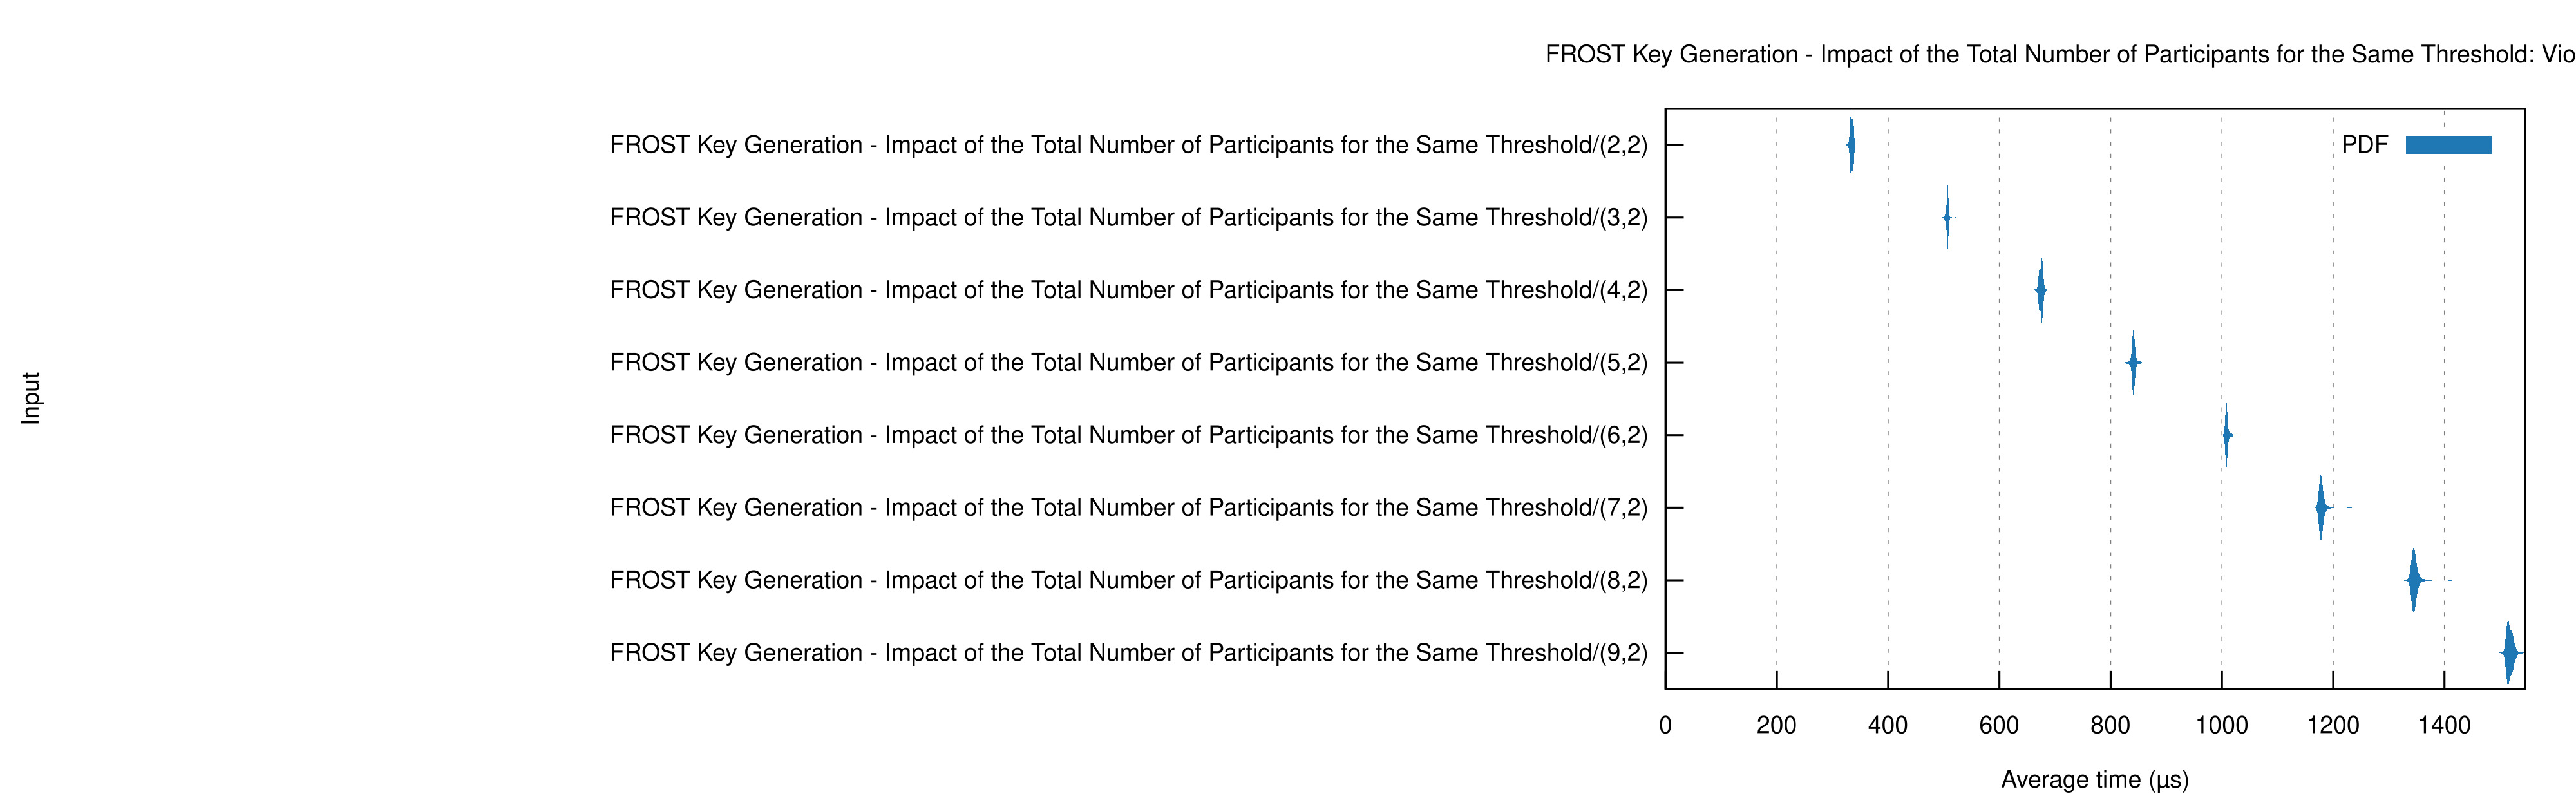 FROST Key Generation - Impact of the Total Number of Participants for the Same Threshold: Vio
PDF
FROST Key Generation - Impact of the Total Number of Participants for the Same Threshold/(2,2)
FROST Key Generation - Impact of the Total Number of Participants for the Same Threshold/(3,2)
FROST Key Generation - Impact of the Total Number of Participants for the Same Threshold/(4,2)
FROST Key Generation - Impact of the Total Number of Participants for the Same Threshold/(5,2)
FROST Key Generation - Impact of the Total Number of Participants for the Same Threshold/(6,2)
FROST Key Generation - Impact of the Total Number of Participants for the Same Threshold/(7,2)
FROST Key Generation - Impact of the Total Number of Participants for the Same Threshold/(8,2)
FROST Key Generation - Impact of the Total Number of Participants for the Same Threshold/(9,2)
Input
0 200 400 600 800 1000 1200 1400
Average time (µs)